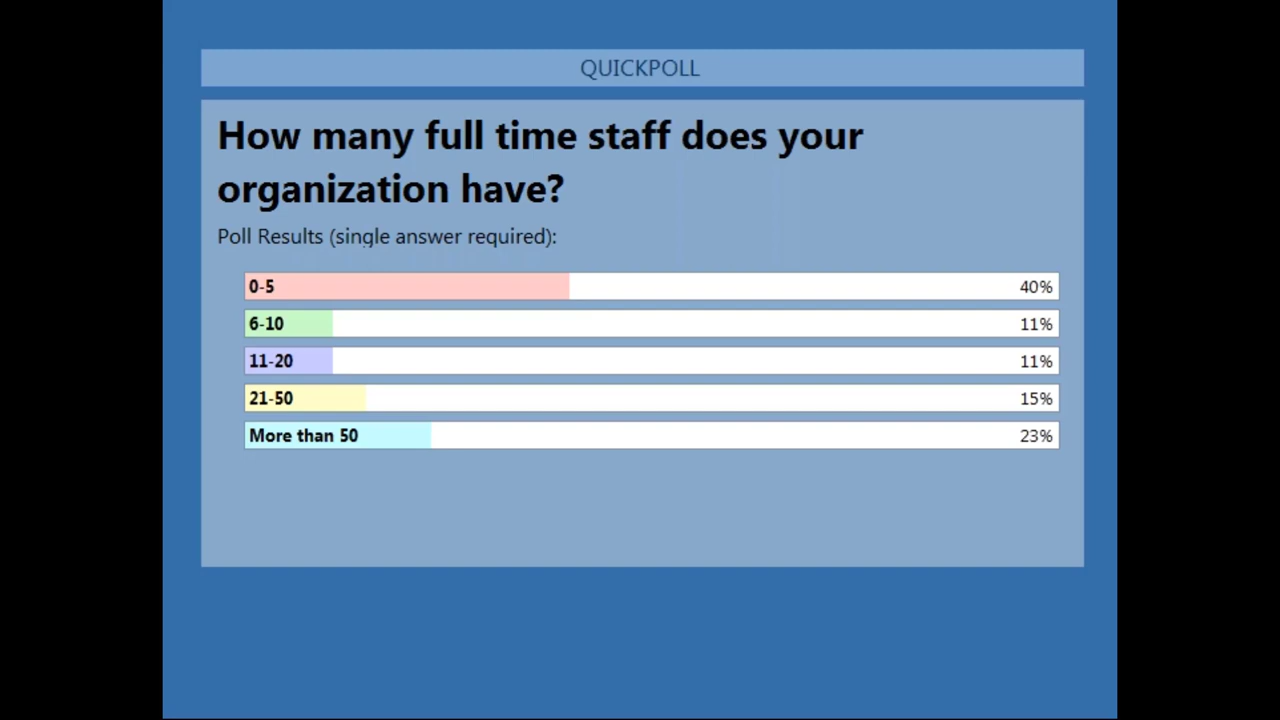 QUICKPOLL
How many full time staff does your
organization have?
Poll Results (single answer required):
0-5 40%
6-10 11%
11-20 11%
21-50 15%
More than 50 23%